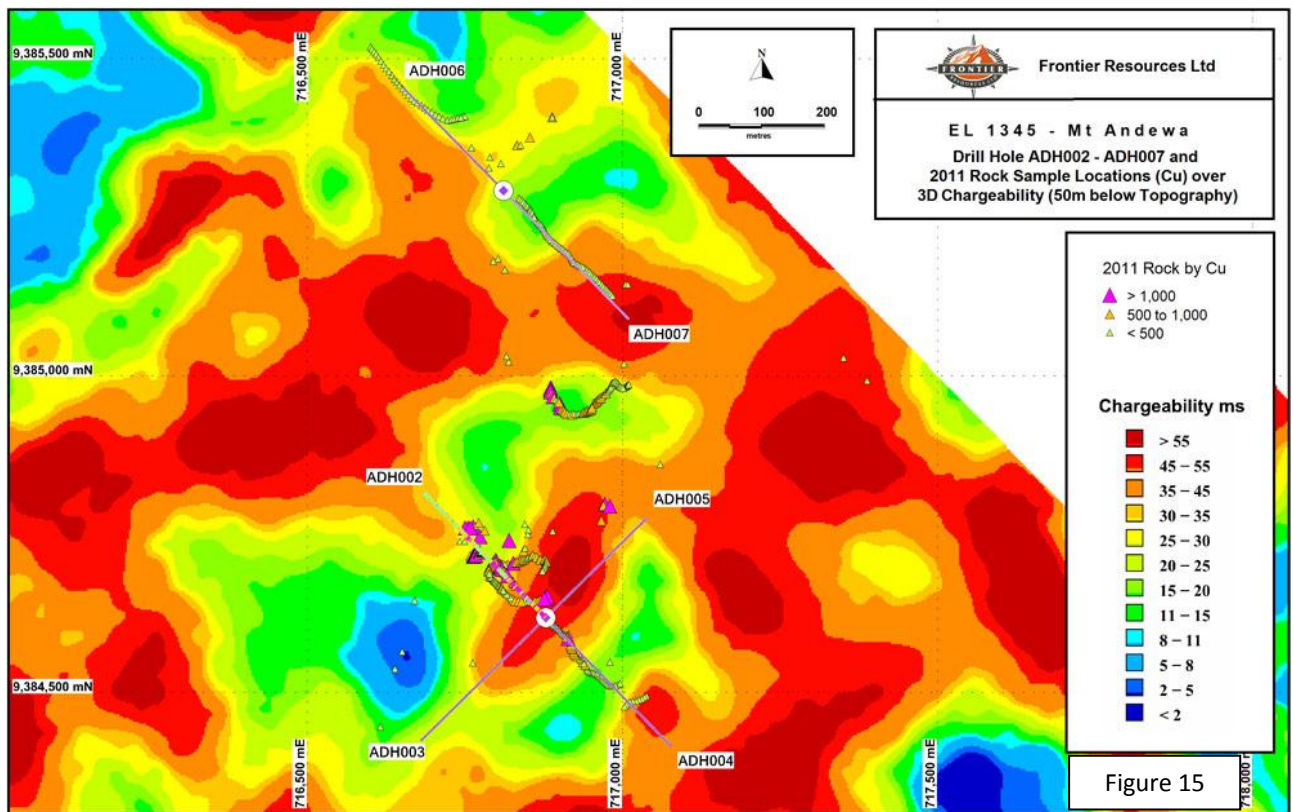 9,385,500 mN
716,500 mE
ADH006
717,000 mE
N
0 100 200
metres
FRONTIER
RESOURCES LTD
Frontier Resources Ltd
EL 1345 - Mt Andewa
Drill Hole ADH002 - ADH007 and
2011 Rock Sample Locations (Cu) over
3D Chargeability (50m below Topography)
2011 Rock by Cu
> 1,000
500 to 1,000
< 500
ADH007
9,385,000 mN
Chargeability ms
> 55
45 – 55
35 – 45
30 – 35
25 – 30
20 – 25
15 – 20
11 – 15
8 – 11
5 – 8
2 – 5
< 2
ADH002
ADH005
9,384,500 mN
ADH003
ADH004
716,500 mE
717,000 mE
717,500 mE
718,000
Figure 15